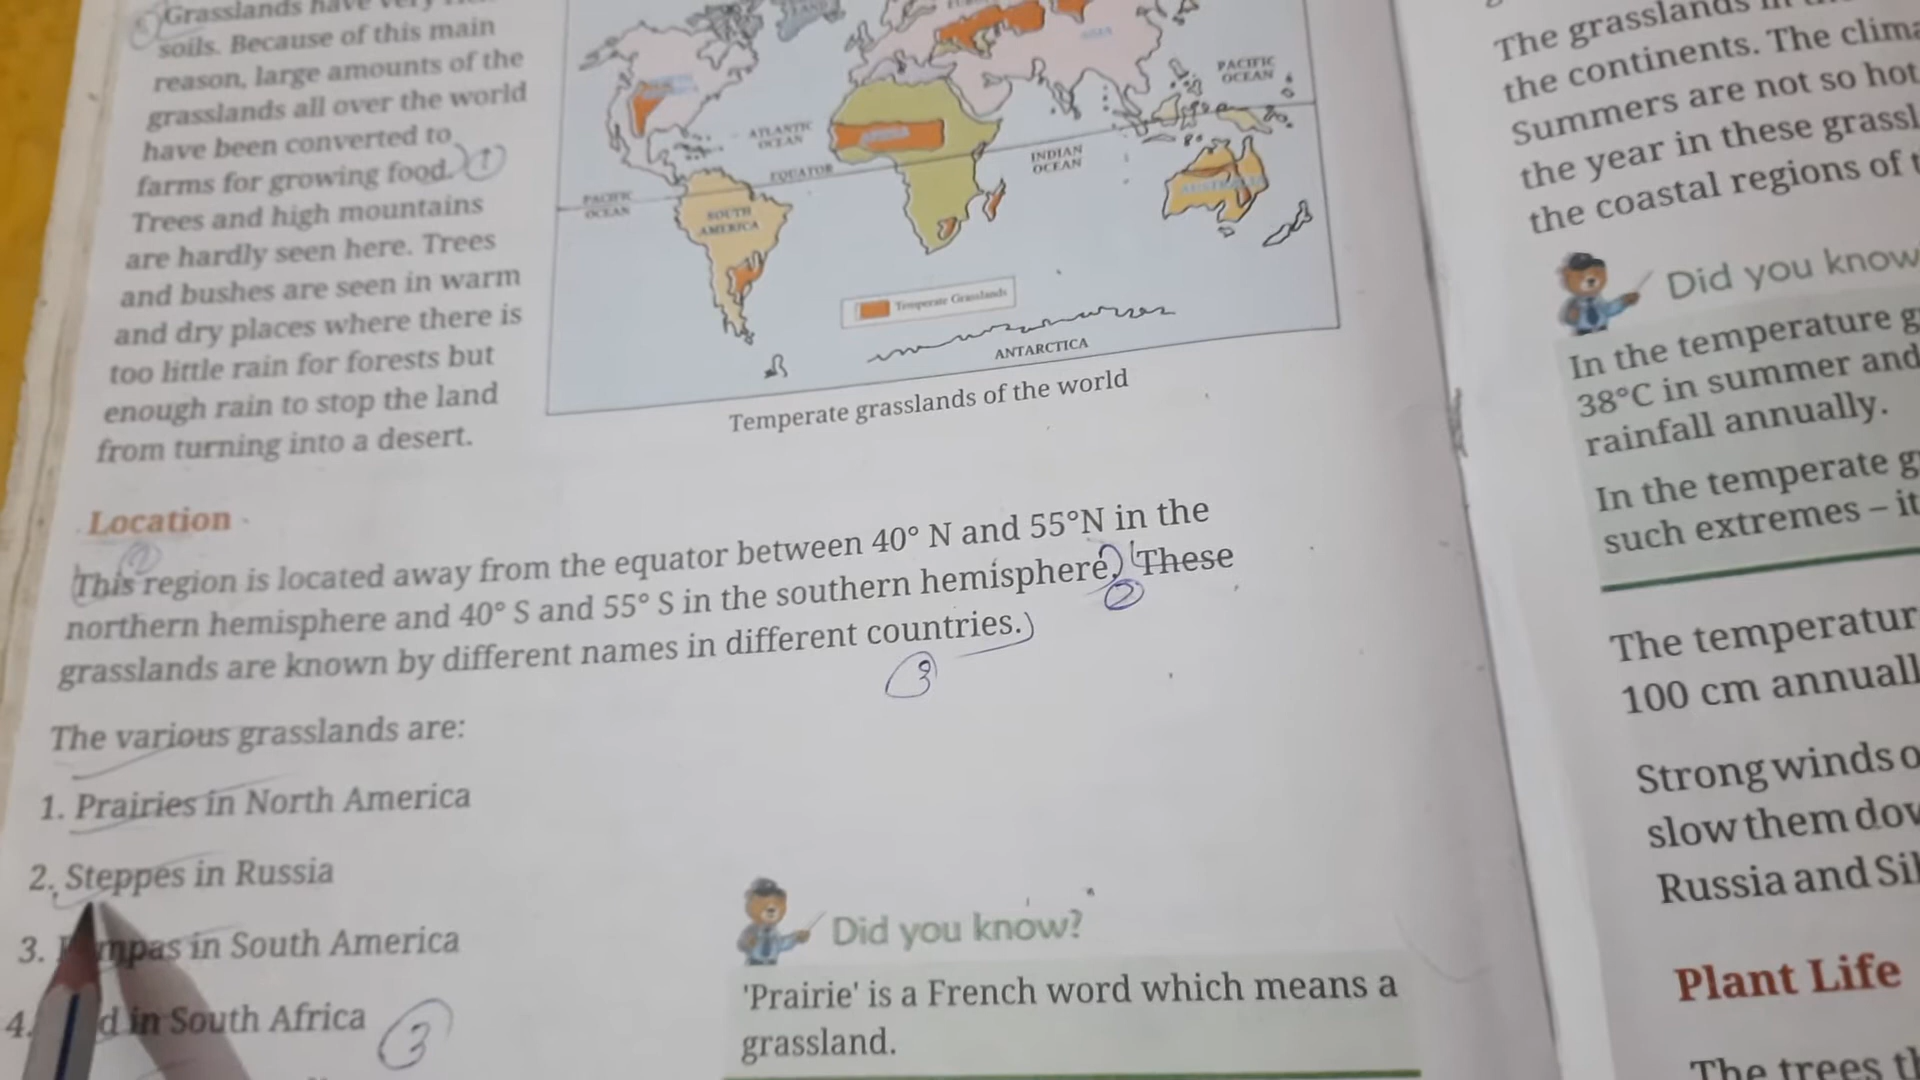 Grasslands have very
soils. Because of this main
reason, large amounts of the
grasslands all over the world
have been converted to
farms for growing food.
1
Trees and high mountains
are hardly seen here. Trees
and bushes are seen in warm
and dry places where there is
too little rain for forests but
enough rain to stop the land
from turning into a desert.
PACIFIC
OCEAN
ATLANTIC
OCEAN
EQUATOR
INDIAN
OCEAN
PACIFIC
OCEAN
SOUTH
AMERICA
Temperate Grasslands
ANTARCTICA
Temperate grasslands of the world
Location
This region is located away from the equator between 40° N and 55°N in the
northern hemisphere and 40° S and 55° S in the southern hemisphere. These
2
grasslands are known by different names in different countries.
3
The various grasslands are:
1. Prairies in North America
2. Steppes in Russia
3. in South America
4. in South Africa
3
Did you know?
'Prairie' is a French word which means a
grassland.
The grasslands
the continents. The
Summers are not so hot
the year in these
the coastal regions of
Did you know
In the temperature
38°C in summer and
rainfall annually.
In the temperate
such extremes – it
The
100 cm
Strong winds
slow them
Russia and
Plant Life
The trees